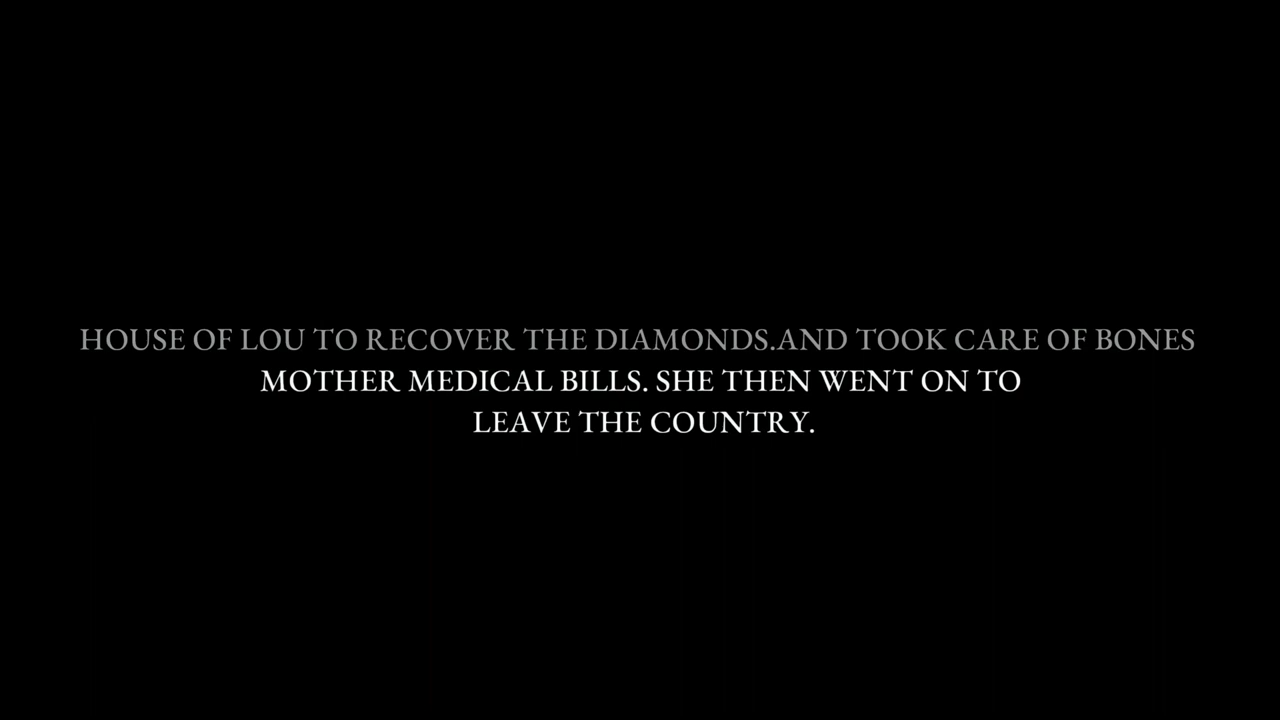 HOUSE OF LOU TO RECOVER THE DIAMONDS.AND TOOK CARE OF BONES
MOTHER MEDICAL BILLS. SHE THEN WENT ON TO
LEAVE THE COUNTRY.